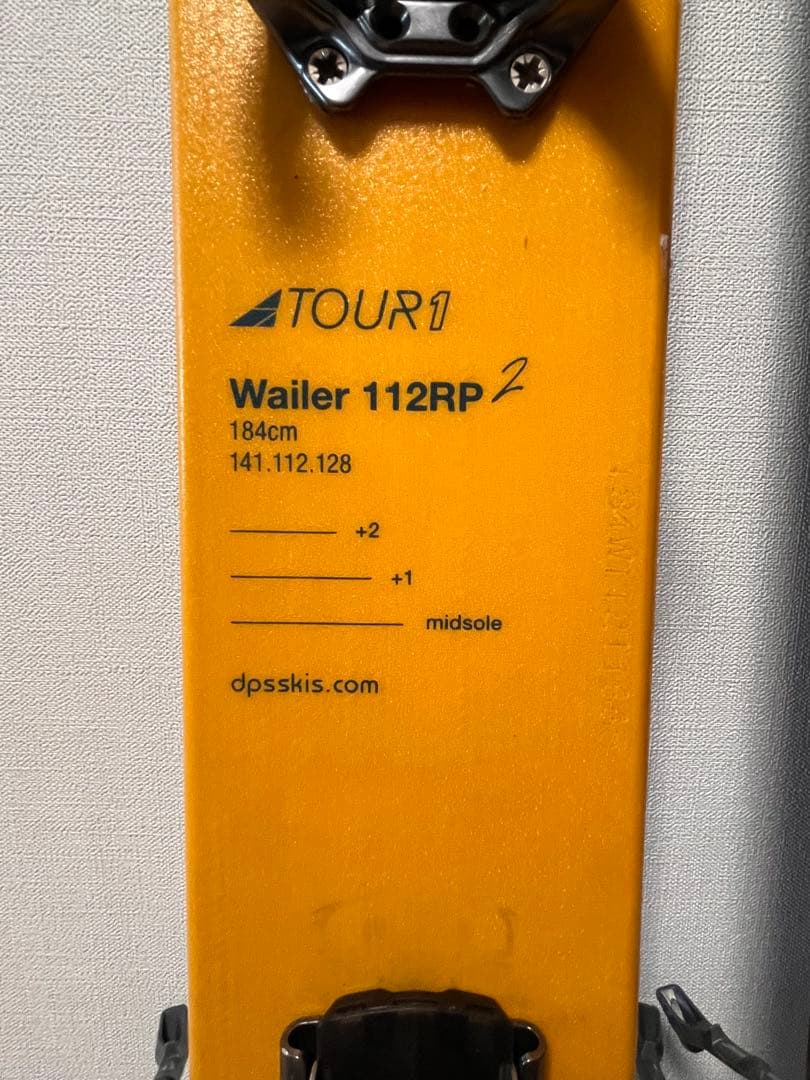 TOUR1
Wailer 112RP2
184cm
141.112.128
+2
+1
midsole
dpsskis.com